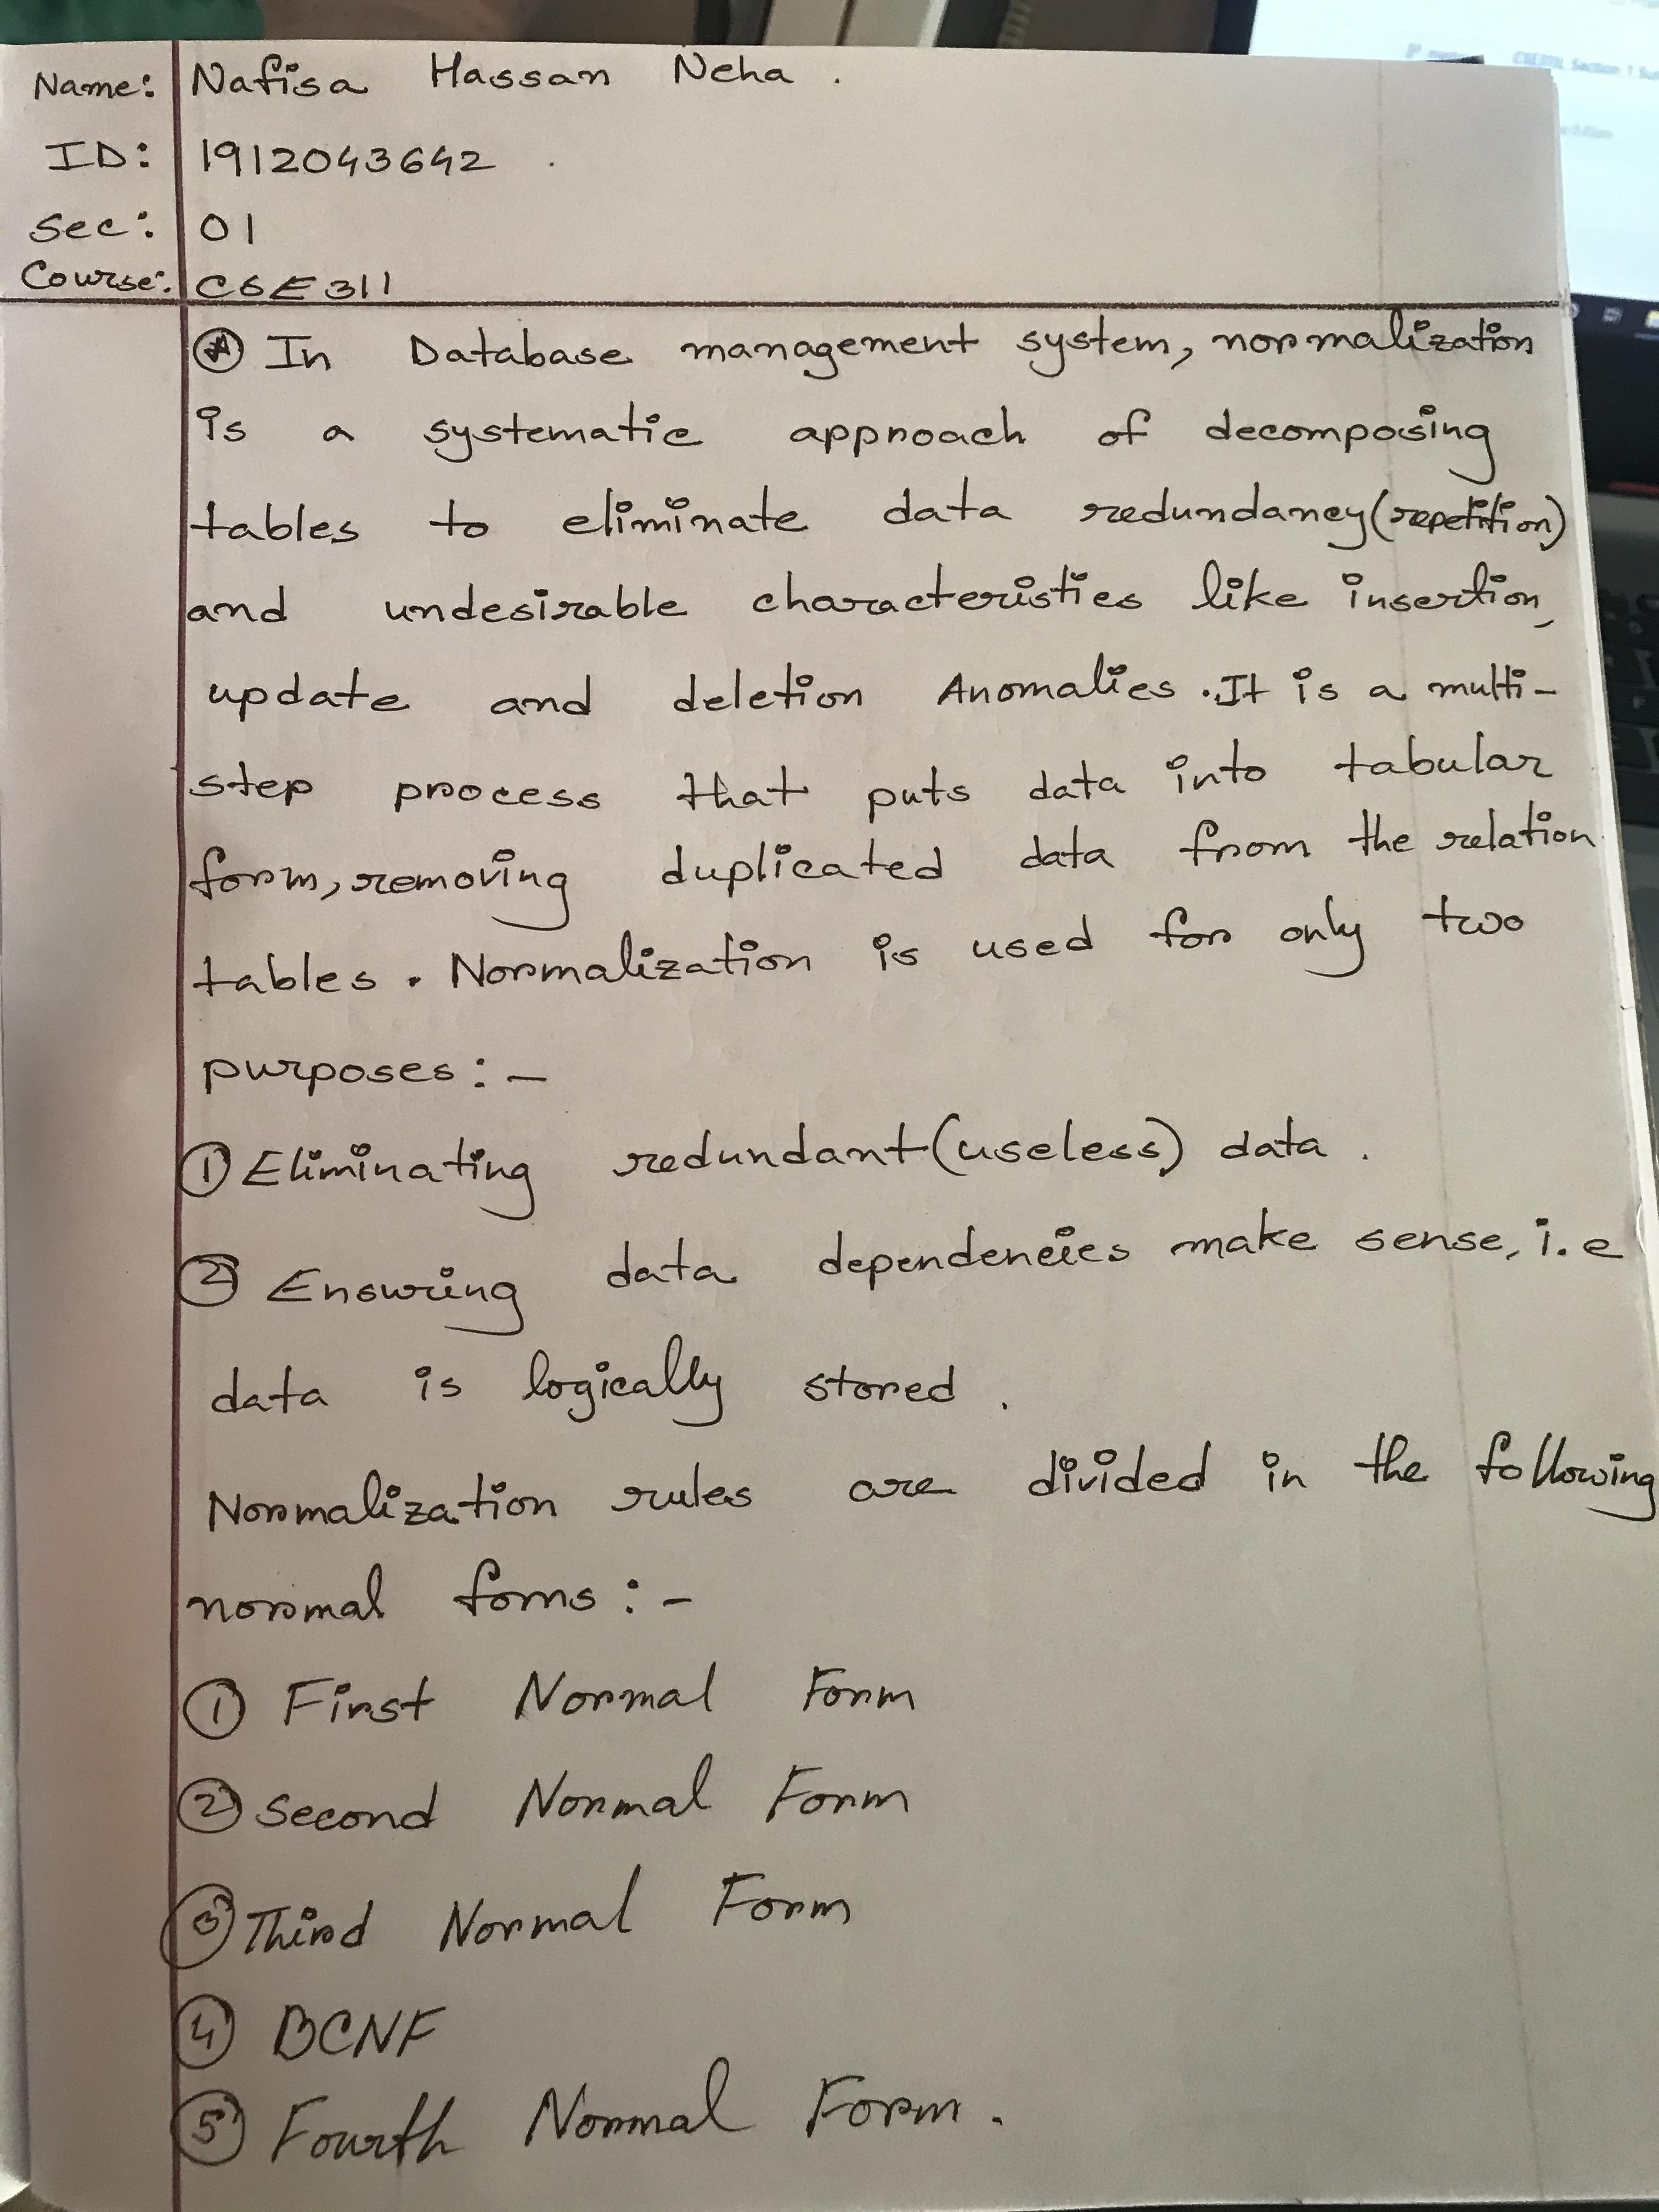 Name: Nafisa Hassan Neha .
ID: 1912043642 .
Sec: 01
Course: CSE311
Ⓐ In Database management system, normalization
is a systematic approach of decomposing
tables to eliminate data redundancy(repetition)
and undesirable characteristics like insertion,
update and deletion Anomalies. It is a multi-
step process that puts data into tabular
form, removing duplicated data from the relation
tables. Normalization is used for only two
purposes:-
① Eliminating redundant(useless) data.
② Ensuring data dependencies make sense, i.e
data is logically stored.
Normalization rules are divided in the following
normal forms:-
① First Normal Form
② Second Normal Form
③ Third Normal Form
④ BCNF
⑤ Fourth Normal Form.